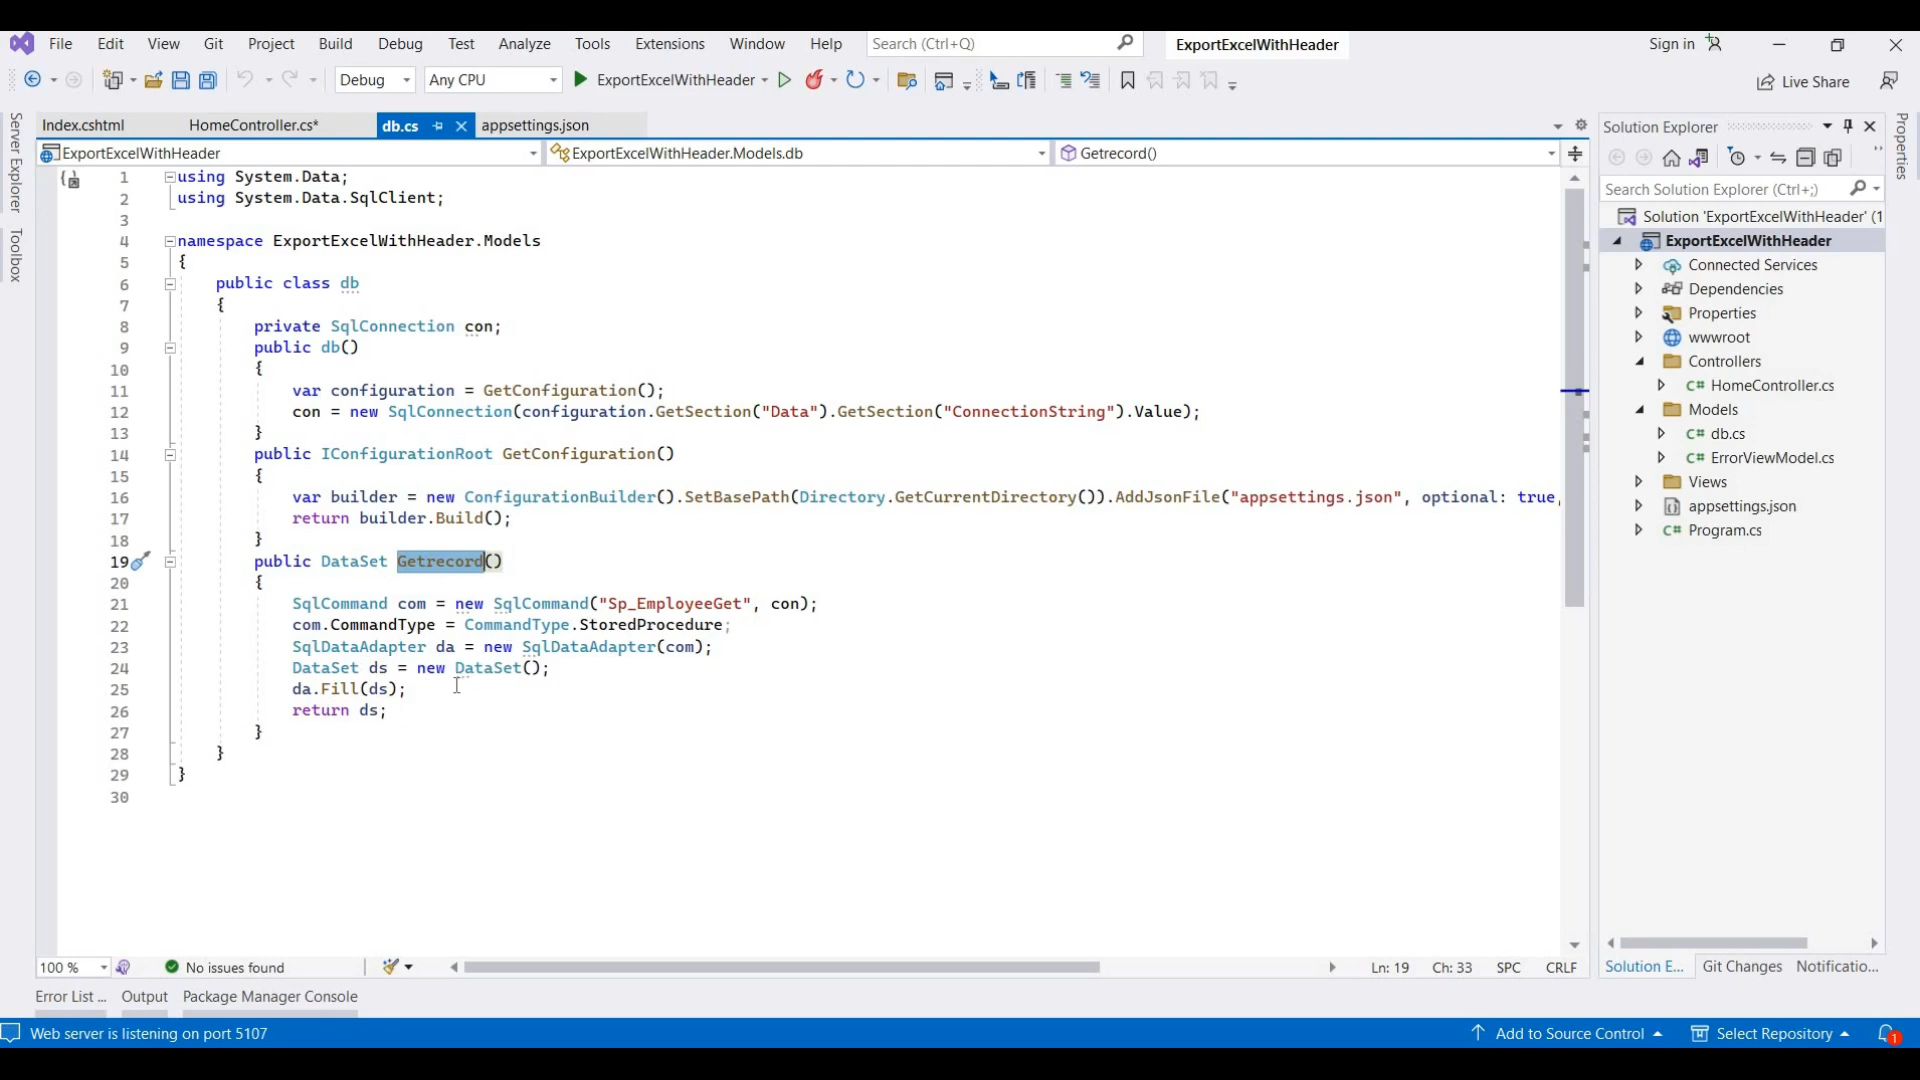 File Edit View Git Project Build Debug Test Analyze Tools Extensions Window Help Search (Ctrl+Q) ExportExcelWithHeader Sign in
Debug Any CPU ExportExcelWithHeader Live Share
Index.cshtml HomeController.cs* db.cs appsettings.json
ExportExcelWithHeader ExportExcelWithHeader.Models.db Getrecord()
Server Explorer
Toolbox
1 using System.Data;
2 using System.Data.SqlClient;
3
4 namespace ExportExcelWithHeader.Models
5 {
6 public class db
7 {
8 private SqlConnection con;
9 public db()
10 {
11 var configuration = GetConfiguration();
12 con = new SqlConnection(configuration.GetSection("Data").GetSection("ConnectionString").Value);
13 }
14 public IConfigurationRoot GetConfiguration()
15 {
16 var builder = new ConfigurationBuilder().SetBasePath(Directory.GetCurrentDirectory()).AddJsonFile("appsettings.json", optional: true,
17 return builder.Build();
18 }
19 public DataSet Getrecord()
20 {
21 SqlCommand com = new SqlCommand("Sp_EmployeeGet", con);
22 com.CommandType = CommandType.StoredProcedure;
23 SqlDataAdapter da = new SqlDataAdapter(com);
24 DataSet ds = new DataSet();
25 da.Fill(ds);
26 return ds;
27 }
28 }
29 }
30
100 % No issues found Ln: 19 Ch: 33 SPC CRLF
Solution Explorer
Search Solution Explorer (Ctrl+;)
Solution 'ExportExcelWithHeader' (1
ExportExcelWithHeader
Connected Services
Dependencies
Properties
wwwroot
Controllers
C# HomeController.cs
Models
C# db.cs
C# ErrorViewModel.cs
Views
appsettings.json
C# Program.cs
Solution E... Git Changes Notificatio...
Properties
Error List ... Output Package Manager Console
Web server is listening on port 5107 Add to Source Control Select Repository 1